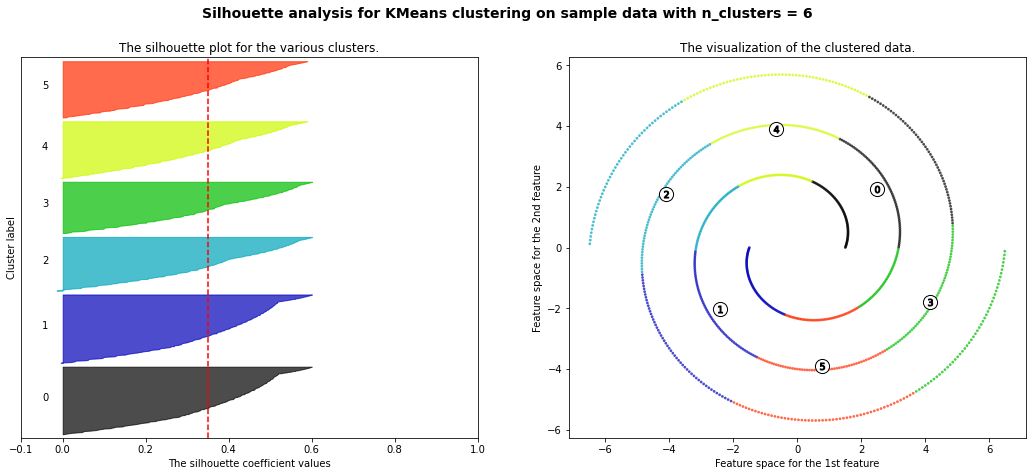 Silhouette analysis for KMeans clustering on sample data with n_clusters = 6
The silhouette plot for the various clusters.
5
4
3
2
1
0
Cluster label
-0.1 0.0 0.2 0.4 0.6 0.8 1.0
The silhouette coefficient values
The visualization of the clustered data.
6
4
2
0
−2
−4
−6
Feature space for the 2nd feature
4
0
2
3
1
5
−6 −4 −2 0 2 4 6
Feature space for the 1st feature